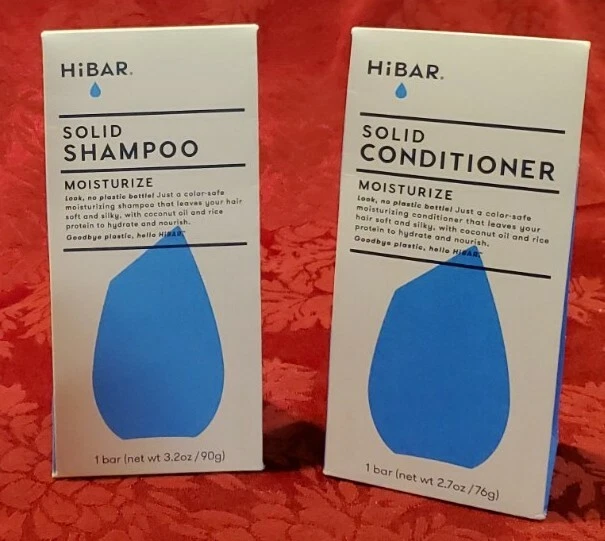 HiBAR.
SOLID
SHAMPOO
MOISTURIZE
Look, no plastic bottle! Just a color-safe
moisturizing shampoo that leaves your hair
soft and silky, with coconut oil and rice
protein to hydrate and nourish.
Goodbye plastic, hello HiBAR.™
1 bar (net wt 3.2oz/90g)
HiBAR.
SOLID
CONDITIONER
MOISTURIZE
Look, no plastic bottle! Just a color-safe
moisturizing conditioner that leaves your
hair soft and silky, with coconut oil and rice
protein to hydrate and nourish.
Goodbye plastic, hello HiBAR.™
1 bar (net wt 2.7oz/76g)